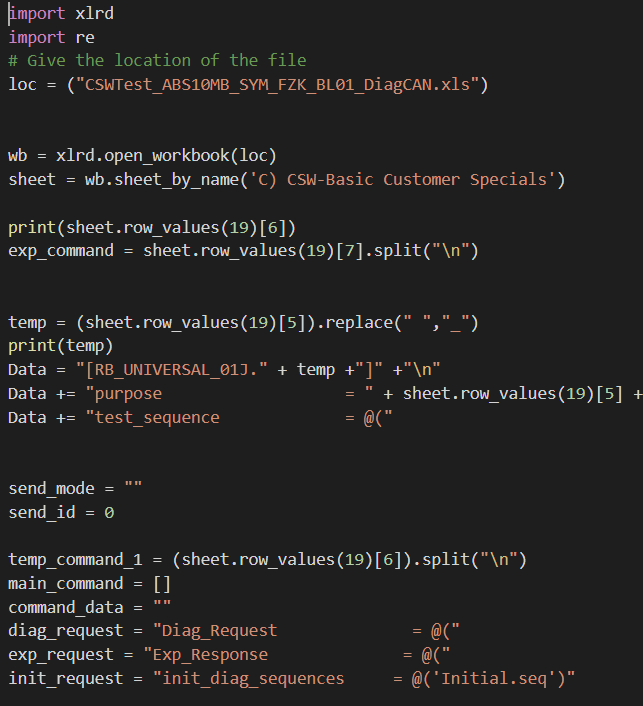 import xlrd
import re
# Give the location of the file
loc = ("CSWTest_ABS10MB_SYM_FZK_BL01_DiagCAN.xls")
wb = xlrd.open_workbook(loc)
sheet = wb.sheet_by_name('C) CSW-Basic Customer Specials')
print(sheet.row_values(19)[6])
exp_command = sheet.row_values(19)[7].split("\n")
temp = (sheet.row_values(19)[5]).replace(" ","_")
print(temp)
Data = "[RB_UNIVERSAL_01J." + temp +"]" +"\n"
Data += "purpose                  = " + sheet.row_values(19)[5] +
Data += "test_sequence            = @("
send_mode = ""
send_id = 0
temp_command_1 = (sheet.row_values(19)[6]).split("\n")
main_command = []
command_data = ""
diag_request = "Diag_Request             = @("
exp_request = "Exp_Response             = @("
init_request = "init_diag_sequences     = @('Initial.seq')"